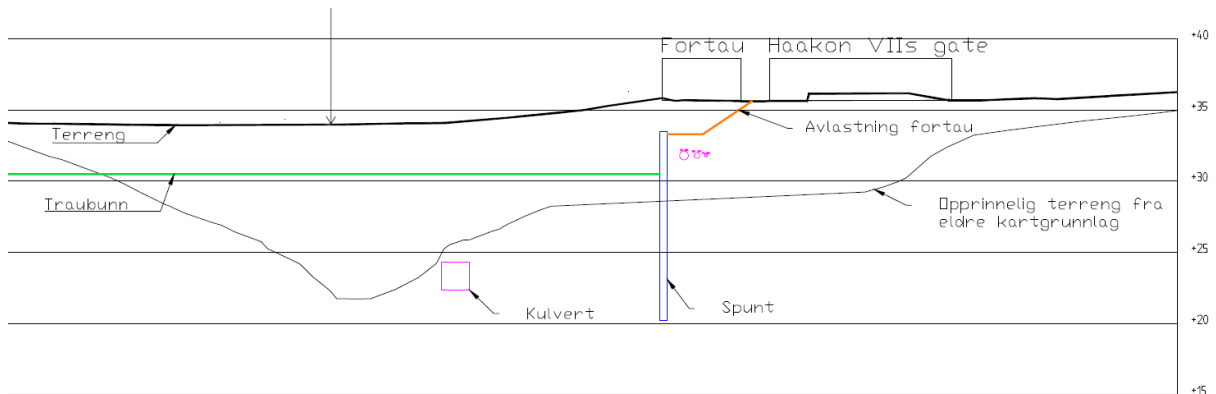 +40
Fortau Haakon VIIs gate
+35
Terreng
Avlastning fortau
+30
Traubunn
Opprinnelig terreng fra
eldre kartgrunnlag
+25
Kulvert
Spunt
+20
+15